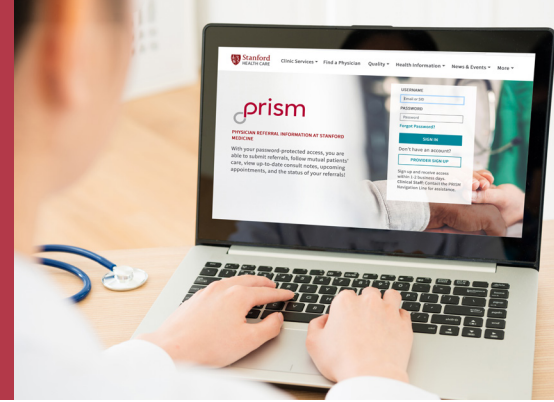 Stanford
HEALTH CARE
Clinic Services
Find a Physician
Quality
Health Information
News & Events
More
prism
PHYSICIAN REFERRAL INFORMATION AT STANFORD
MEDICINE
With your password-protected access, you are
able to submit referrals, follow mutual patients'
care, view up-to-date consult notes, upcoming
appointments, and the status of your referrals!
USERNAME
Email or SID
PASSWORD
Password
Forgot Password?
SIGN IN
Don't have an account?
PROVIDER SIGN UP
Sign up and receive access
within 1-2 business days.
Clinical Staff: Contact the PRISM
Navigation Line for assistance.